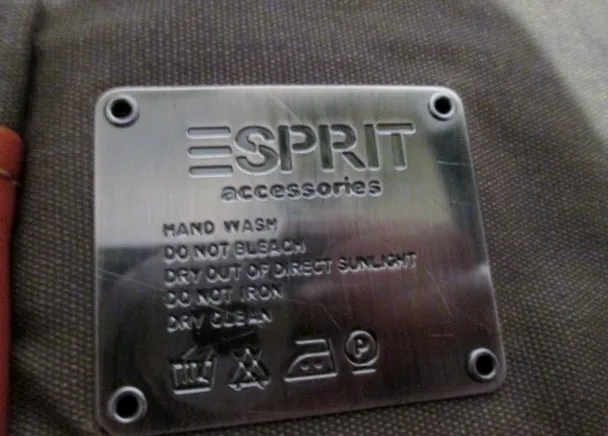 ESPRIT
accessories
HAND WASH
DO NOT BLEACH
DRY OUT OF DIRECT SUNLIGHT
DO NOT IRON
DRY CLEAN
P